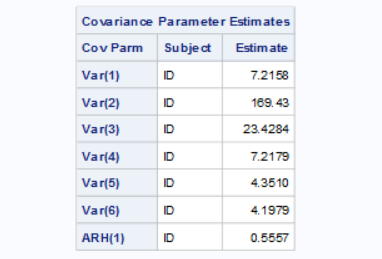 Covariance Parameter Estimates
Cov Parm Subject Estimate
Var(1) ID 7.2158
Var(2) ID 169.43
Var(3) ID 23.4284
Var(4) ID 7.2179
Var(5) ID 4.3510
Var(6) ID 4.1979
ARH(1) ID 0.5557